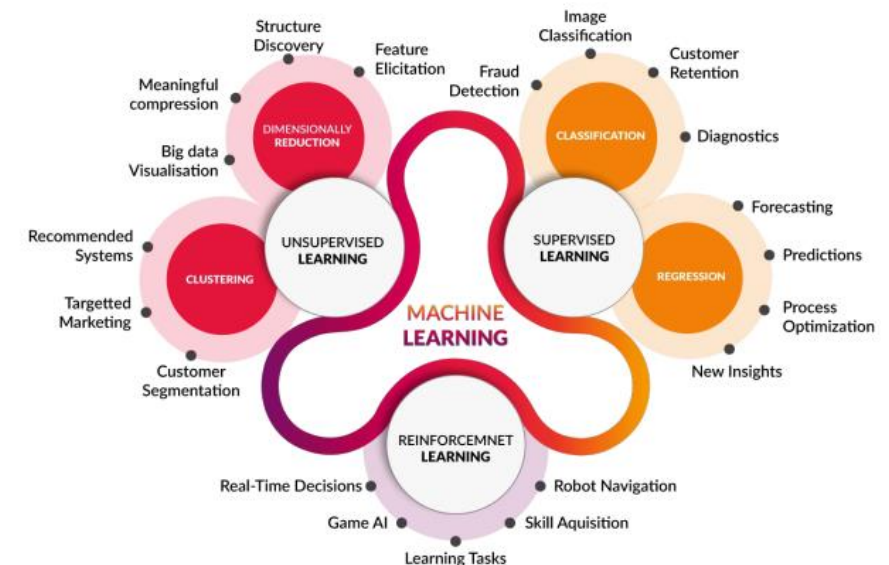 Structure
Discovery
Feature
Elicitation
Meaningful
compression
Big data
Visualisation
DIMENSIONALLY
REDUCTION
Recommended
Systems
Targetted
Marketing
Customer
Segmentation
CLUSTERING
UNSUPERVISED
LEARNING
Image
Classification
Fraud
Detection
Customer
Retention
Diagnostics
CLASSIFICATION
SUPERVISED
LEARNING
Forecasting
Predictions
Process
Optimization
New Insights
REGRESSION
MACHINE
LEARNING
REINFORCEMNET
LEARNING
Real-Time Decisions
Game AI
Learning Tasks
Skill Aquisition
Robot Navigation